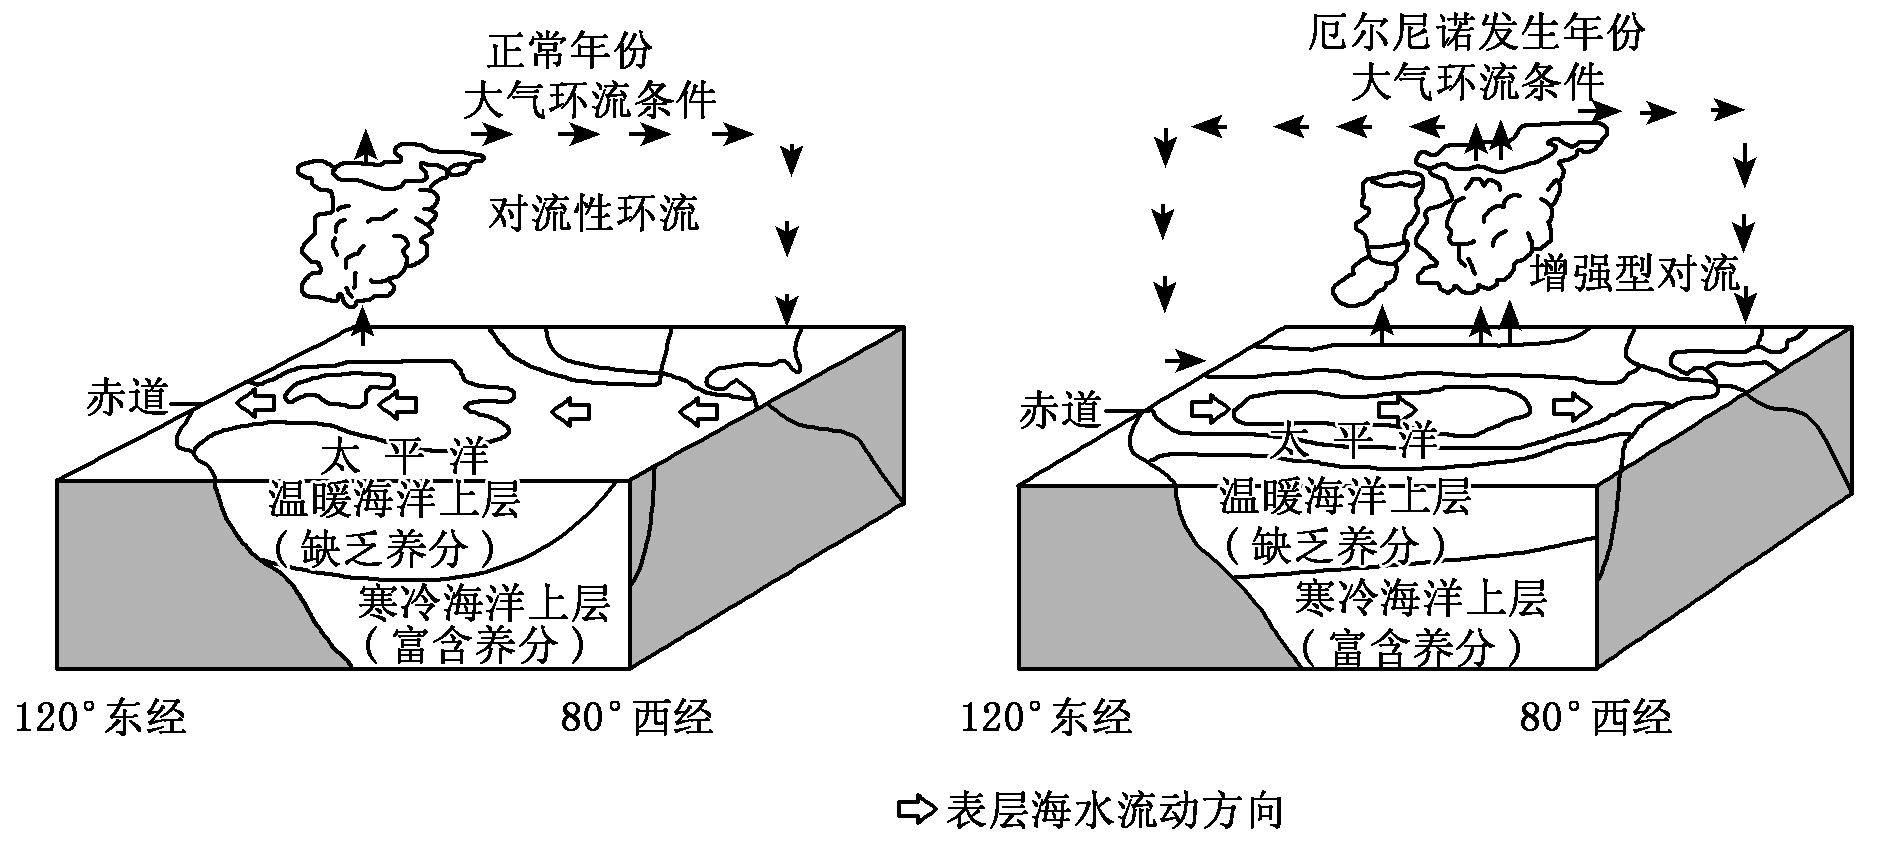 正常年份
大气环流条件
对流性环流
赤道
太平洋
温暖海洋上层
（缺乏养分）
寒冷海洋上层
（富含养分）
120°东经
80°西经
厄尔尼诺发生年份
大气环流条件
增强型对流
赤道
太平洋
温暖海洋上层
（缺乏养分）
寒冷海洋上层
（富含养分）
120°东经
80°西经
表层海水流动方向